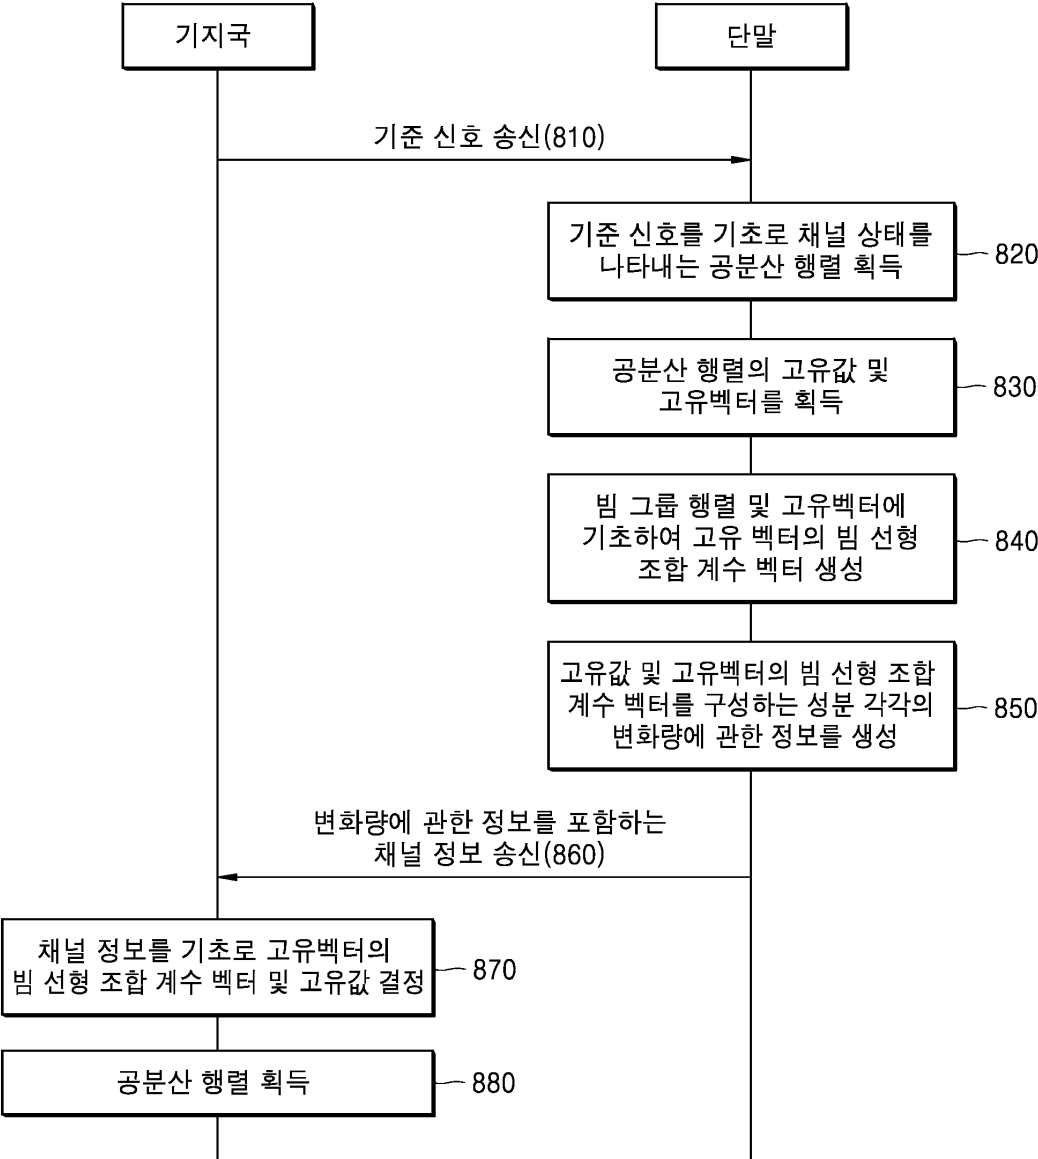 기지국
단말
기준 신호 송신(810)
기준 신호를 기초로 채널 상태를
나타내는 공분산 행렬 획득
820
공분산 행렬의 고유값 및
고유벡터를 획득
830
빔 그룹 행렬 및 고유벡터에
기초하여 고유 벡터의 빔 선형
조합 계수 벡터 생성
840
고유값 및 고유벡터의 빔 선형 조합
계수 벡터를 구성하는 성분 각각의
변화량에 관한 정보를 생성
850
변화량에 관한 정보를 포함하는
채널 정보 송신(860)
채널 정보를 기초로 고유벡터의
빔 선형 조합 계수 벡터 및 고유값 결정
870
공분산 행렬 획득
880